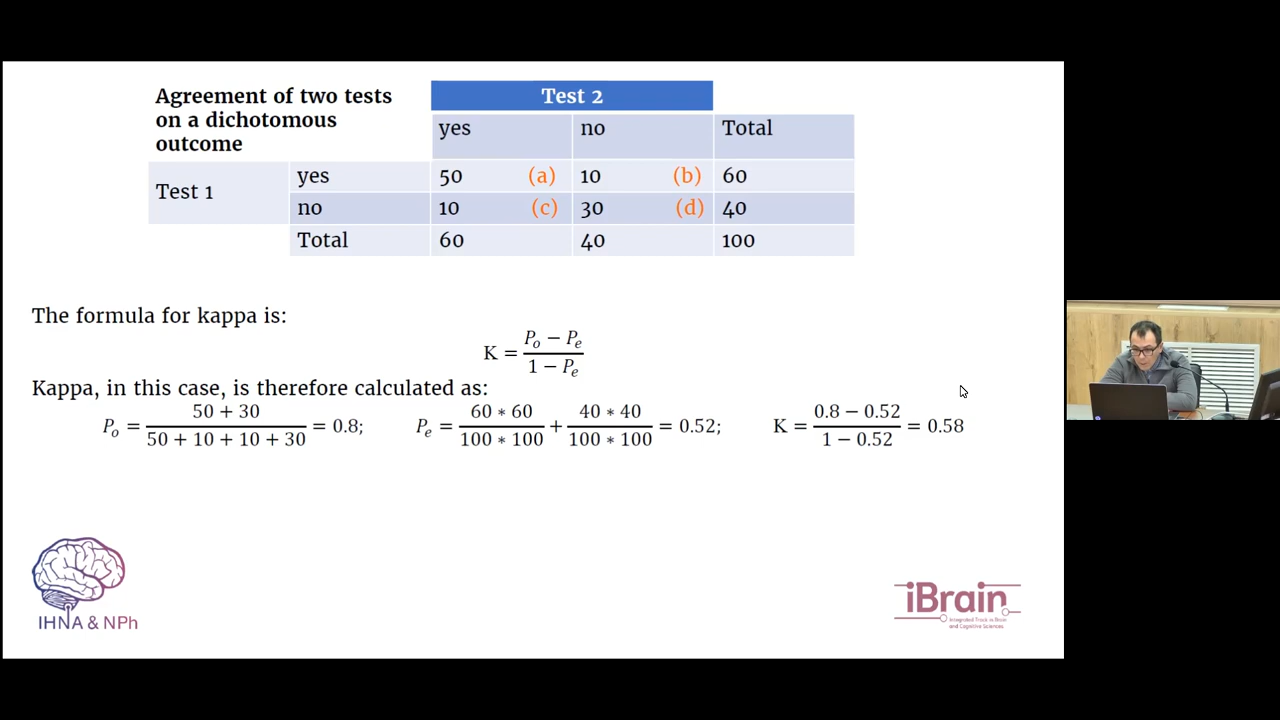 Agreement of two tests
on a dichotomous
outcome
Test 2
yes no Total
Test 1 yes 50 (a) 10 (b) 60
no 10 (c) 30 (d) 40
Total 60 40 100
The formula for kappa is:
K = (P_o − P_e) / (1 − P_e)
Kappa, in this case, is therefore calculated as:
P_o = (50 + 30) / (50 + 10 + 10 + 30) = 0.8; P_e = (60 ∗ 60) / (100 ∗ 100) + (40 ∗ 40) / (100 ∗ 100) = 0.52; K = (0.8 − 0.52) / (1 − 0.52) = 0.58
IHNA & NPh
iBrain
Integrated Track in Brain
and Cognitive Sciences